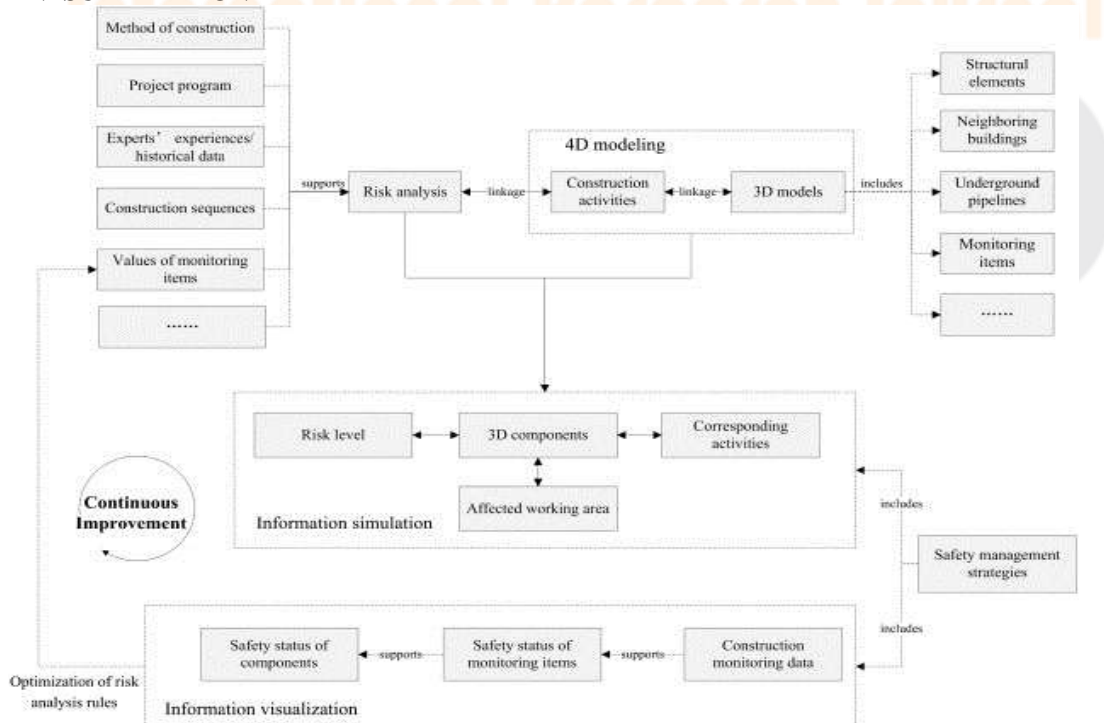 Method of construction
Project program
Experts' experiences/
historical data
Construction sequences
Values of monitoring
items
......
supports
Risk analysis
linkage
4D modeling
Construction
activities
linkage
3D models
includes
Structural
elements
Neighboring
buildings
Underground
pipelines
Monitoring
items
......
Risk level
3D components
Corresponding
activities
Affected working area
Information simulation
Continuous
Improvement
includes
Safety management
strategies
includes
Safety status of
components
supports
Safety status of
monitoring items
supports
Construction
monitoring data
Information visualization
Optimization of risk
analysis rules